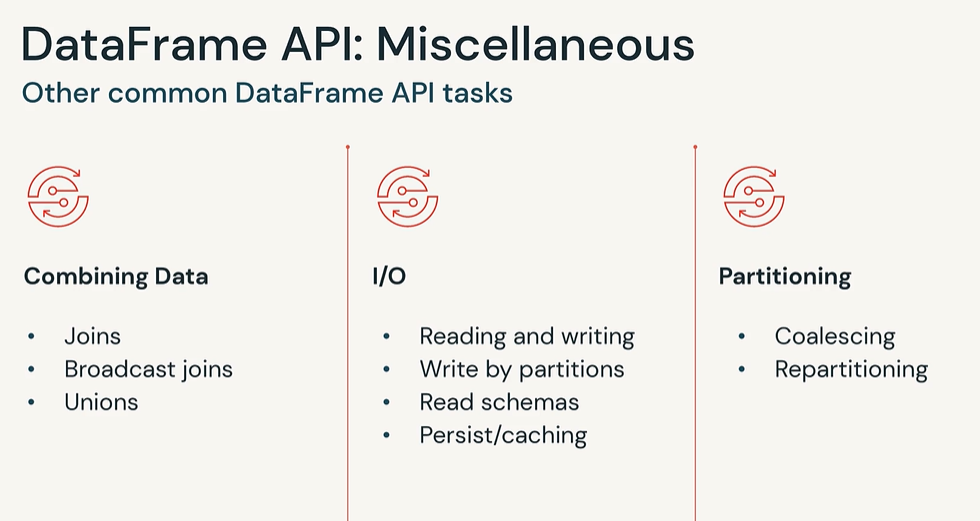 DataFrame API: Miscellaneous
Other common DataFrame API tasks
Combining Data
• Joins
• Broadcast joins
• Unions
I/O
• Reading and writing
• Write by partitions
• Read schemas
• Persist/caching
Partitioning
• Coalescing
• Repartitioning